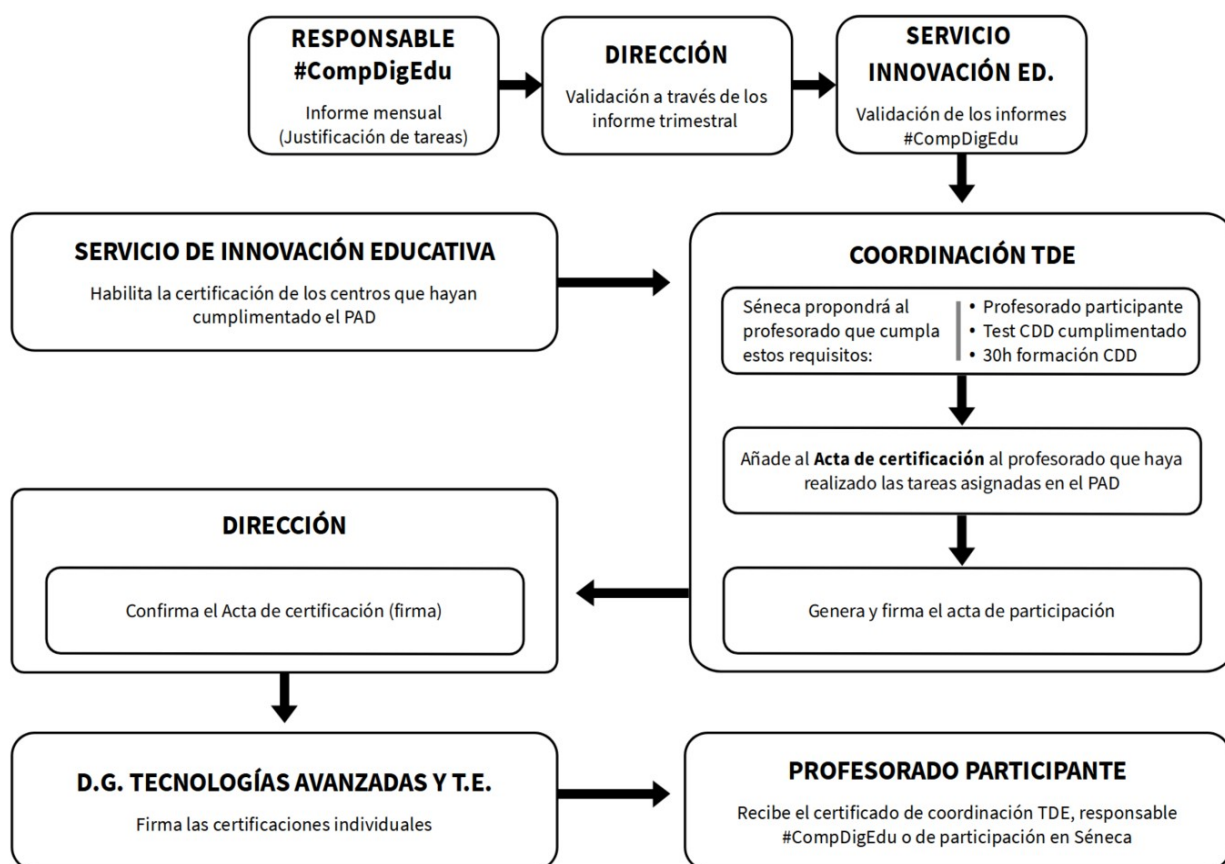 RESPONSABLE
#CompDigEdu
Informe mensual
(Justificación de tareas)
DIRECCIÓN
Validación a través de los
informe trimestral
SERVICIO
INNOVACIÓN ED.
Validación de los informes
#CompDigEdu
SERVICIO DE INNOVACIÓN EDUCATIVA
Habilita la certificación de los centros que hayan
cumplimentado el PAD
COORDINACIÓN TDE
Séneca propondrá al
profesorado que cumpla
estos requisitos:
• Profesorado participante
• Test CDD cumplimentado
• 30h formación CDD
Añade al Acta de certificación al profesorado que haya
realizado las tareas asignadas en el PAD
Genera y firma el acta de participación
DIRECCIÓN
Confirma el Acta de certificación (firma)
D.G. TECNOLOGÍAS AVANZADAS Y T.E.
Firma las certificaciones individuales
PROFESORADO PARTICIPANTE
Recibe el certificado de coordinación TDE, responsable
#CompDigEdu o de participación en Séneca